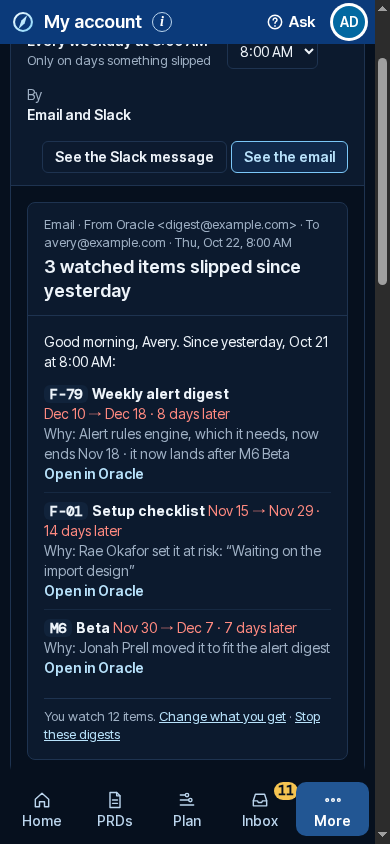 My account i Ask AD
Every weekday at 8:00 AM
Only on days something slipped
8:00 AM
By
Email and Slack
See the Slack message See the email
Email · From Oracle <digest@example.com> · To
avery@example.com · Thu, Oct 22, 8:00 AM
3 watched items slipped since
yesterday
Good morning, Avery. Since yesterday, Oct 21
at 8:00 AM:
F-79 Weekly alert digest
Dec 10 → Dec 18 · 8 days later
Why: Alert rules engine, which it needs, now
ends Nov 18 · it now lands after M6 Beta
Open in Oracle
F-01 Setup checklist Nov 15 → Nov 29 ·
14 days later
Why: Rae Okafor set it at risk: “Waiting on the
import design”
Open in Oracle
M6 Beta Nov 30 → Dec 7 · 7 days later
Why: Jonah Prell moved it to fit the alert digest
Open in Oracle
You watch 12 items. Change what you get · Stop
these digests
11
Home PRDs Plan Inbox More